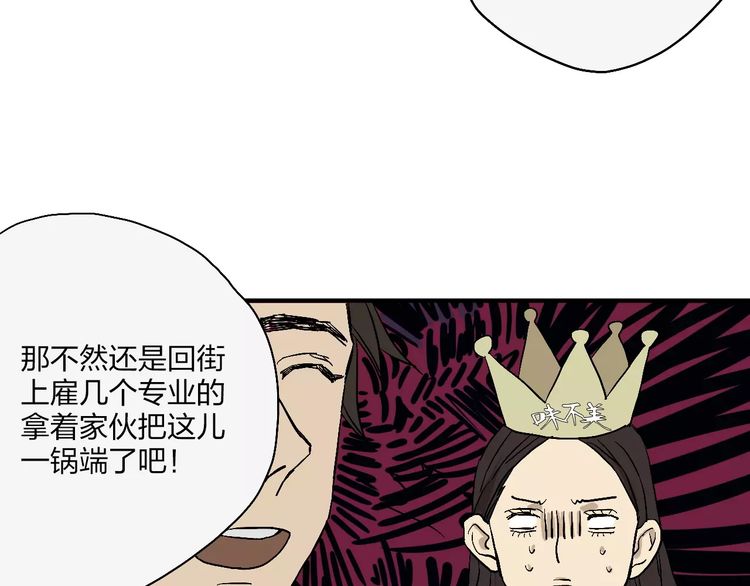 那不然还是回街
上雇几个专业的
拿着家伙把这儿
一锅端了吧！
味不美